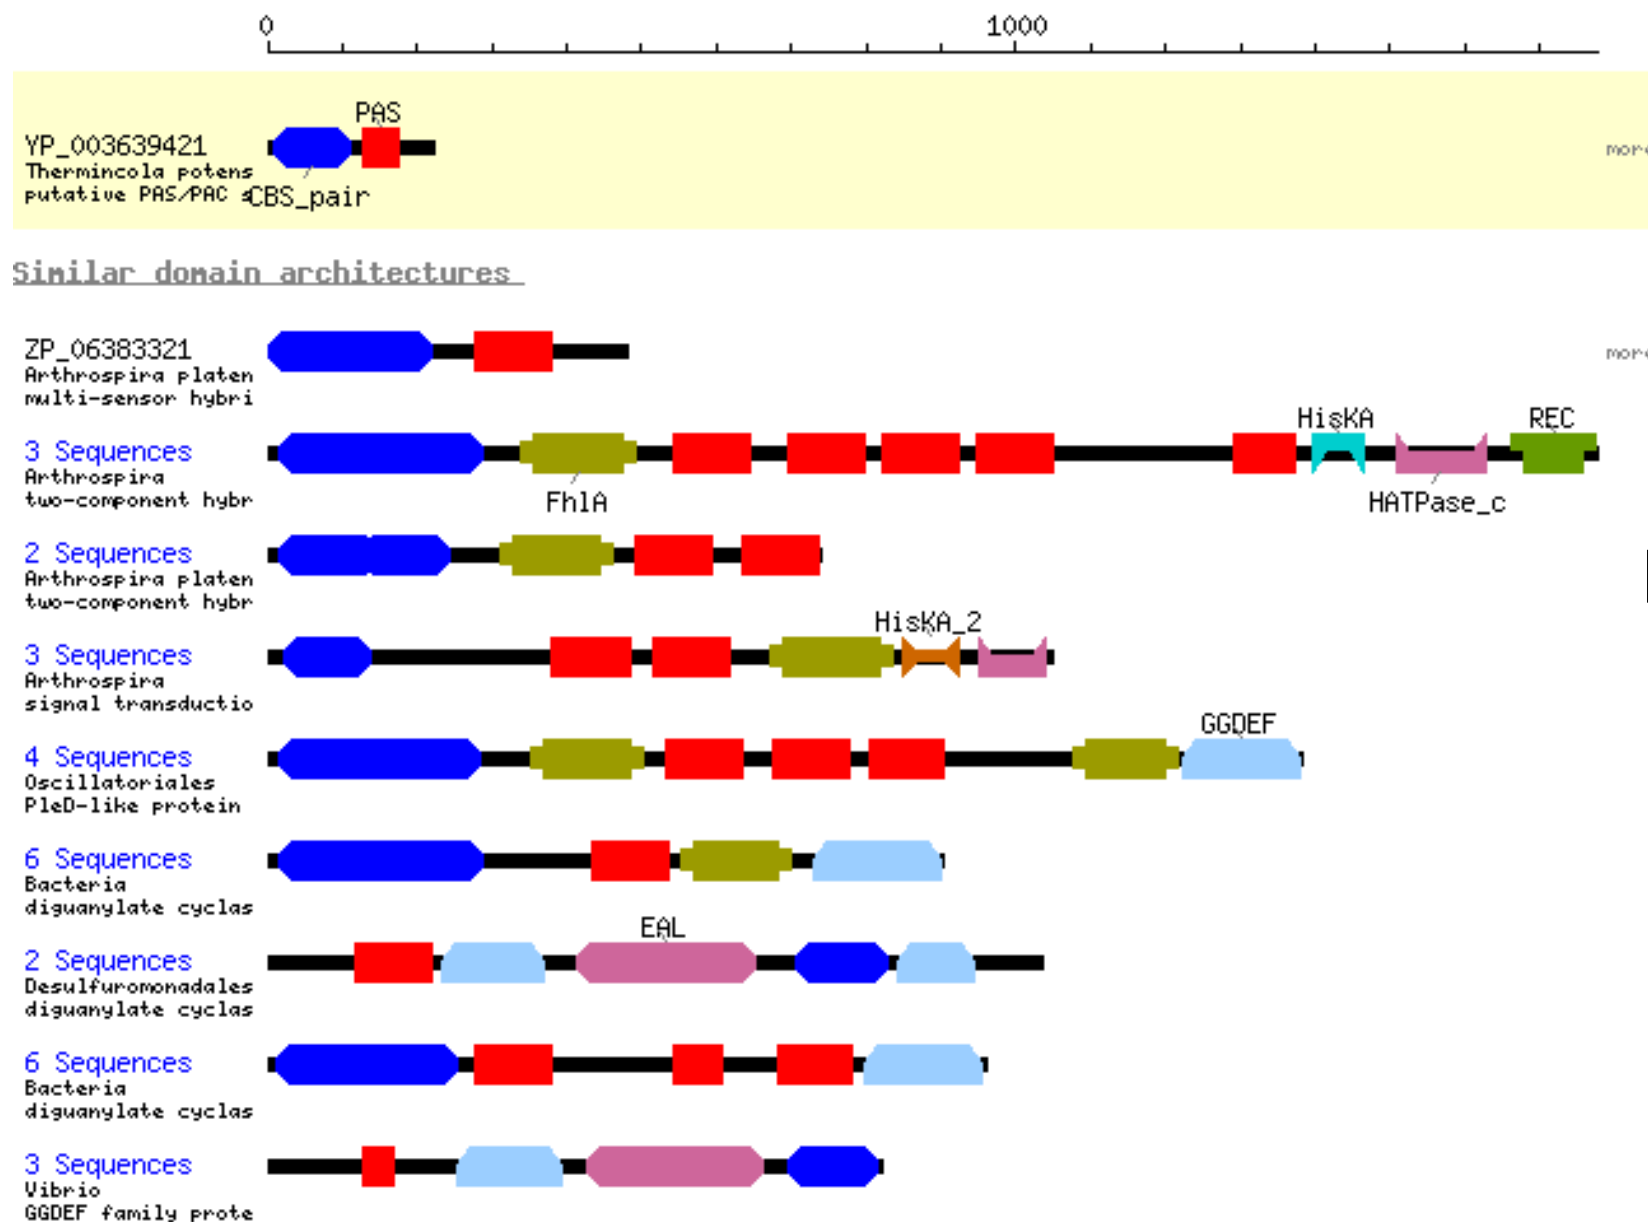 0 1000
PAS
YP_003639421
Thermincola potens
putative PAS/PAC s
CBS_pair
more
Similar domain architectures
ZP_06383321
Arthrospira platen
multi-sensor hybri
more
HisKA REC
3 Sequences
Arthrospira
two-component hybr
FhlA HATPase_c
2 Sequences
Arthrospira platen
two-component hybr
HisKA_2
3 Sequences
Arthrospira
signal transductio
GGDEF
4 Sequences
Oscillatoriales
PleD-like protein
6 Sequences
Bacteria
diguanylate cyclas
EAL
2 Sequences
Desulfuromonadales
diguanylate cyclas
6 Sequences
Bacteria
diguanylate cyclas
3 Sequences
Vibrio
GGDEF family prote